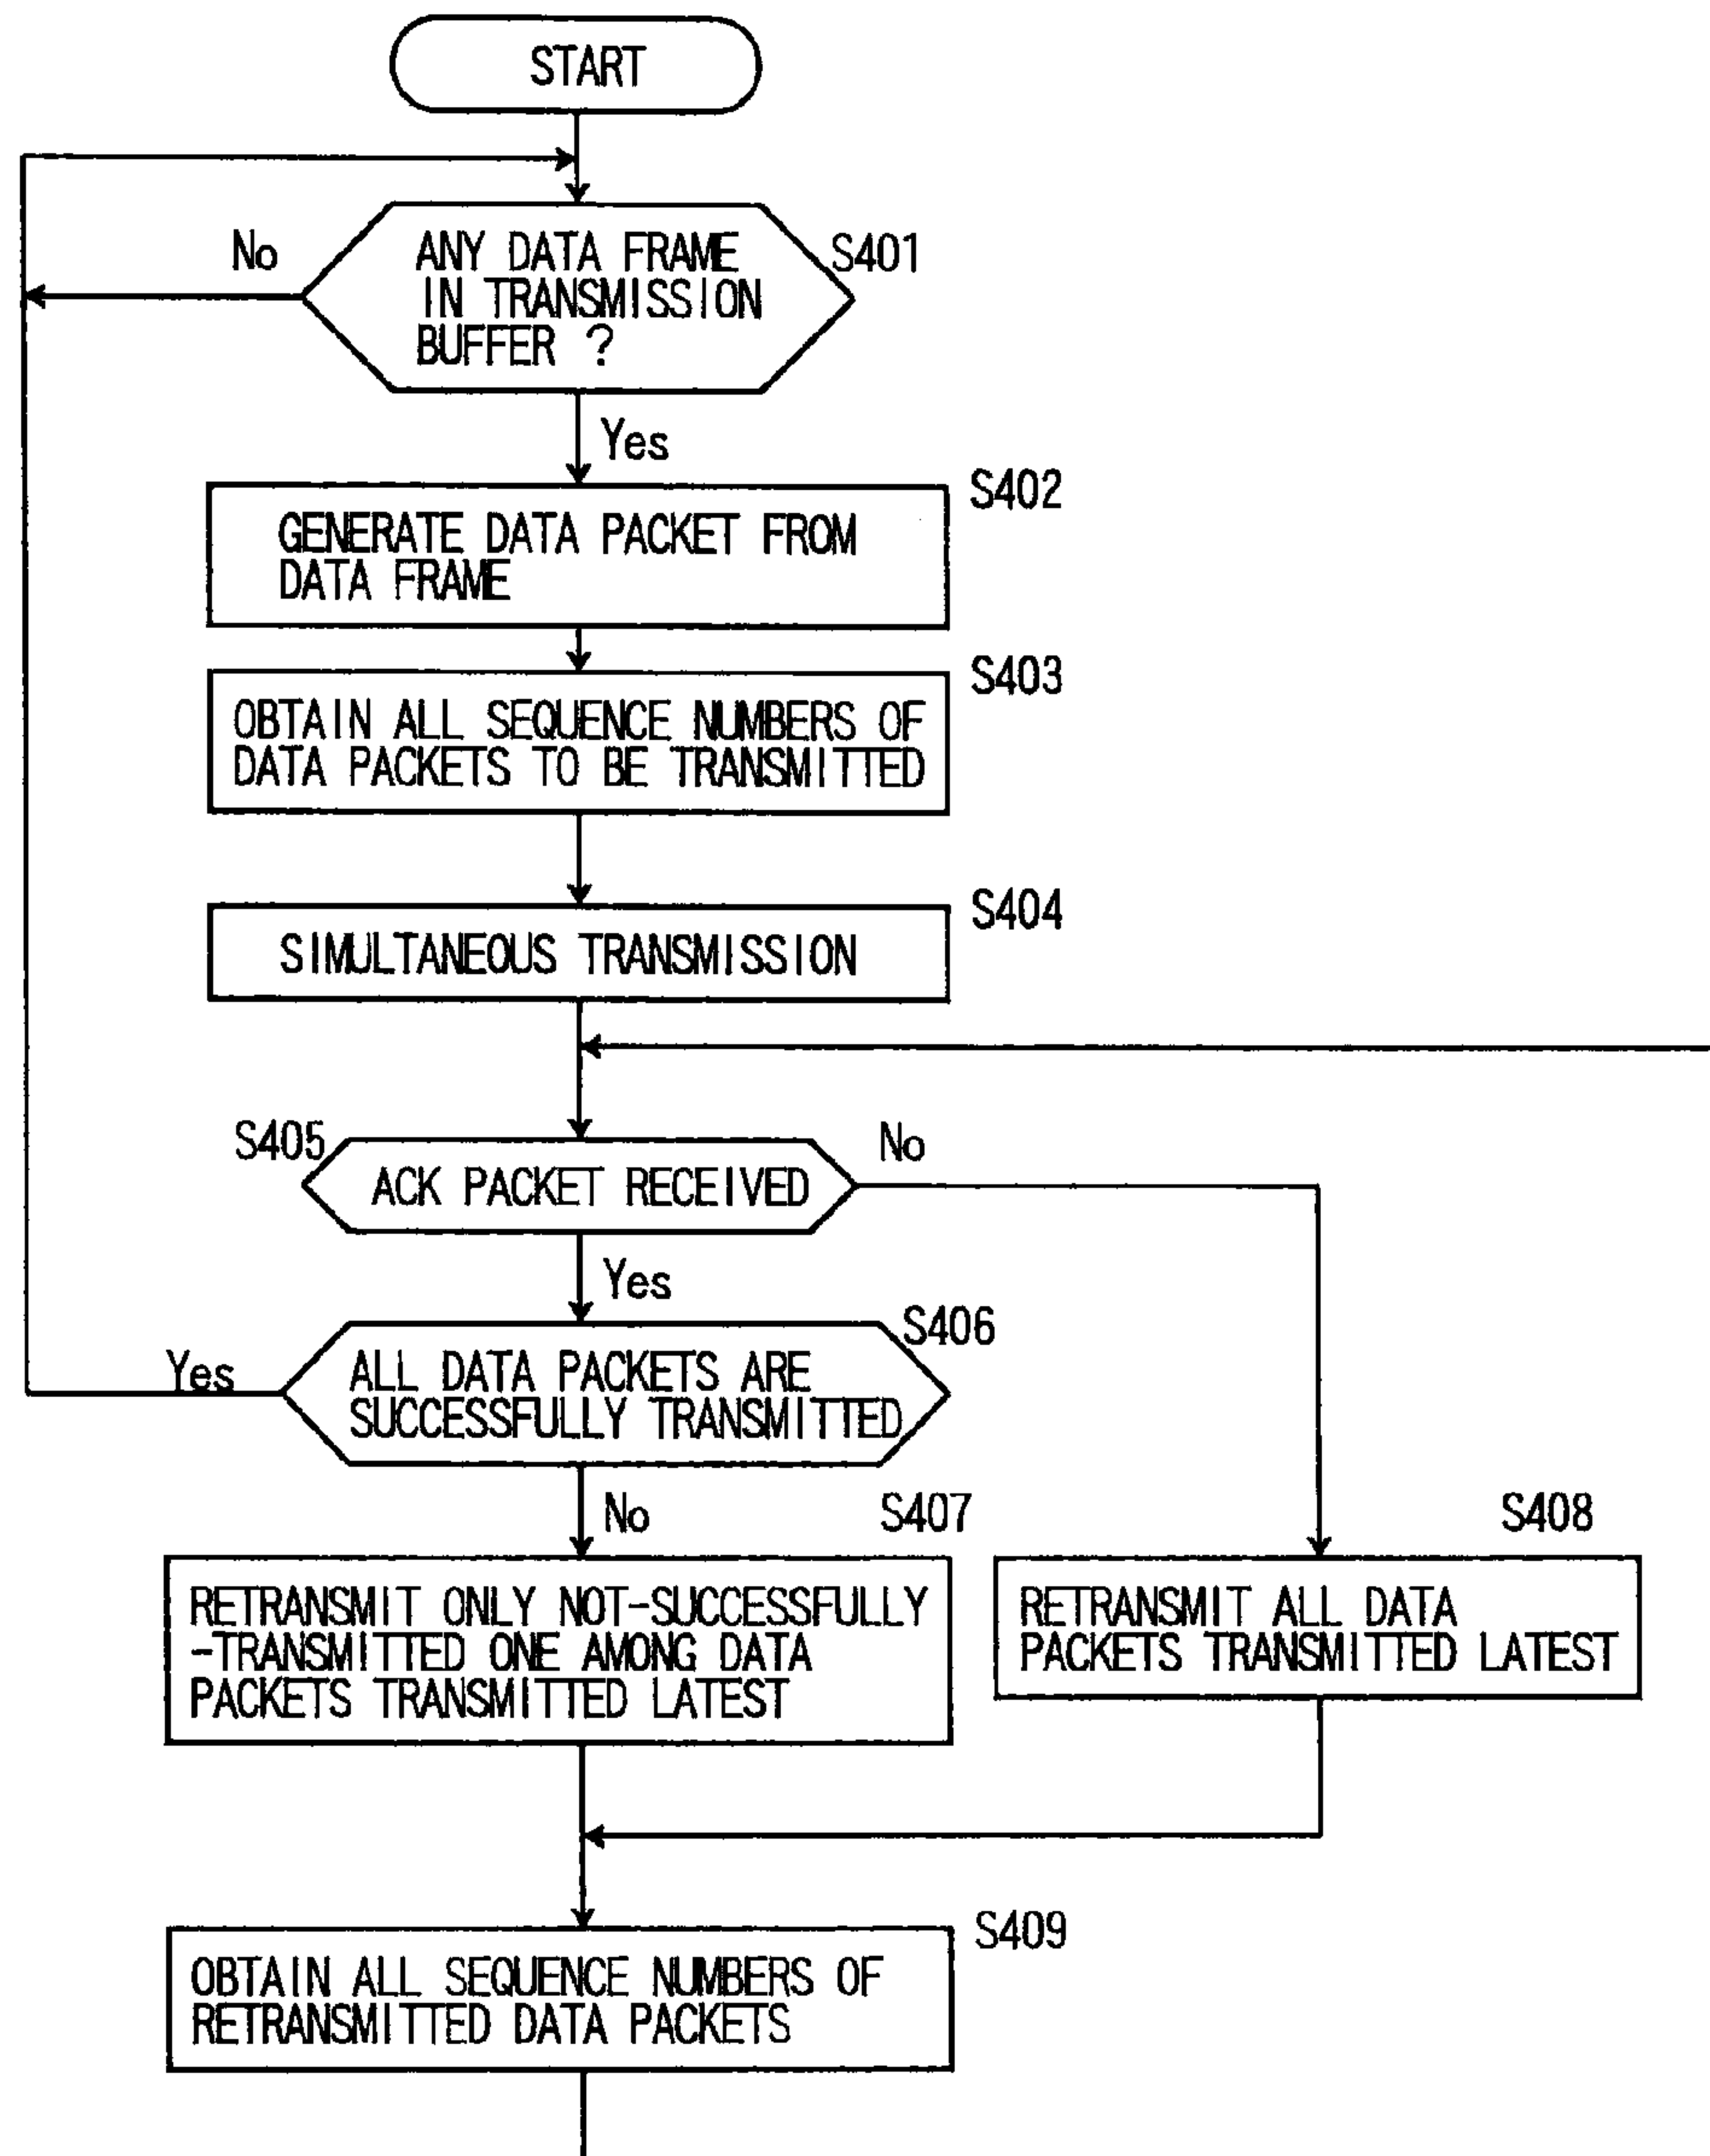 START
No
ANY DATA FRAME
IN TRANSMISSION
BUFFER ?
S401
Yes
S402
GENERATE DATA PACKET FROM
DATA FRAME
S403
OBTAIN ALL SEQUENCE NUMBERS OF
DATA PACKETS TO BE TRANSMITTED
S404
SIMULTANEOUS TRANSMISSION
S405
ACK PACKET RECEIVED
No
Yes
S406
Yes
ALL DATA PACKETS ARE
SUCCESSFULLY TRANSMITTED
No
S407
RETRANSMIT ONLY NOT-SUCCESSFULLY
-TRANSMITTED ONE AMONG DATA
PACKETS TRANSMITTED LATEST
S408
RETRANSMIT ALL DATA
PACKETS TRANSMITTED LATEST
S409
OBTAIN ALL SEQUENCE NUMBERS OF
RETRANSMITTED DATA PACKETS